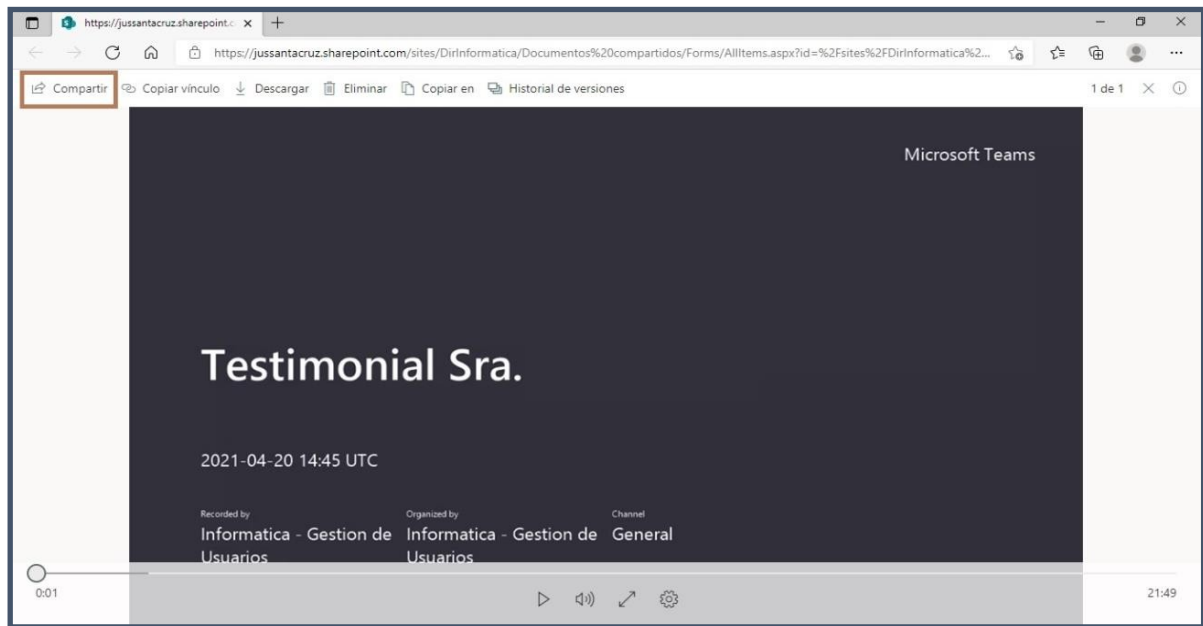 https://jussantacruz.sharepoint.c
https://jussantacruz.sharepoint.com/sites/DirInformatica/Documentos%20compartidos/Forms/AllItems.aspx?id=%2Fsites%2FDirInformatica%2...
Compartir Copiar vínculo Descargar Eliminar Copiar en Historial de versiones 1 de 1
Microsoft Teams
Testimonial Sra.
2021-04-20 14:45 UTC
Recorded by Organized by Channel
Informatica - Gestion de Informatica - Gestion de General
Usuarios Usuarios
0:01 21:49